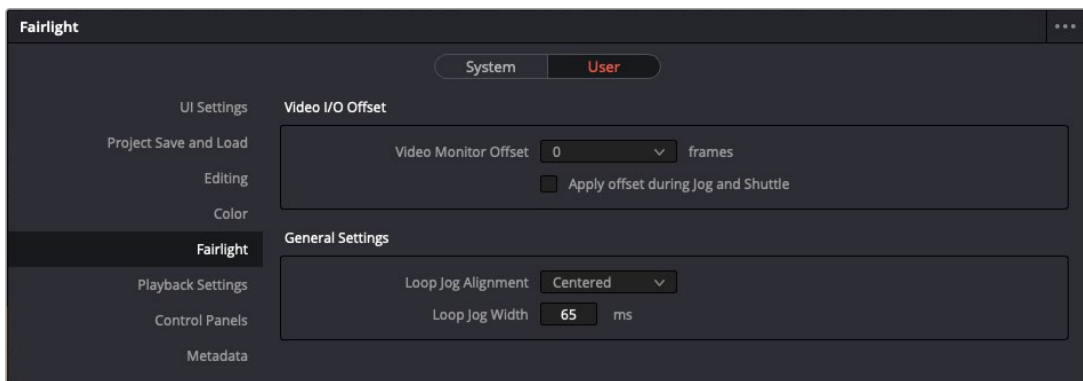 Fairlight
System User
UI Settings
Project Save and Load
Editing
Color
Fairlight
Playback Settings
Control Panels
Metadata
Video I/O Offset
Video Monitor Offset 0 frames
Apply offset during Jog and Shuttle
General Settings
Loop Jog Alignment Centered
Loop Jog Width 65 ms